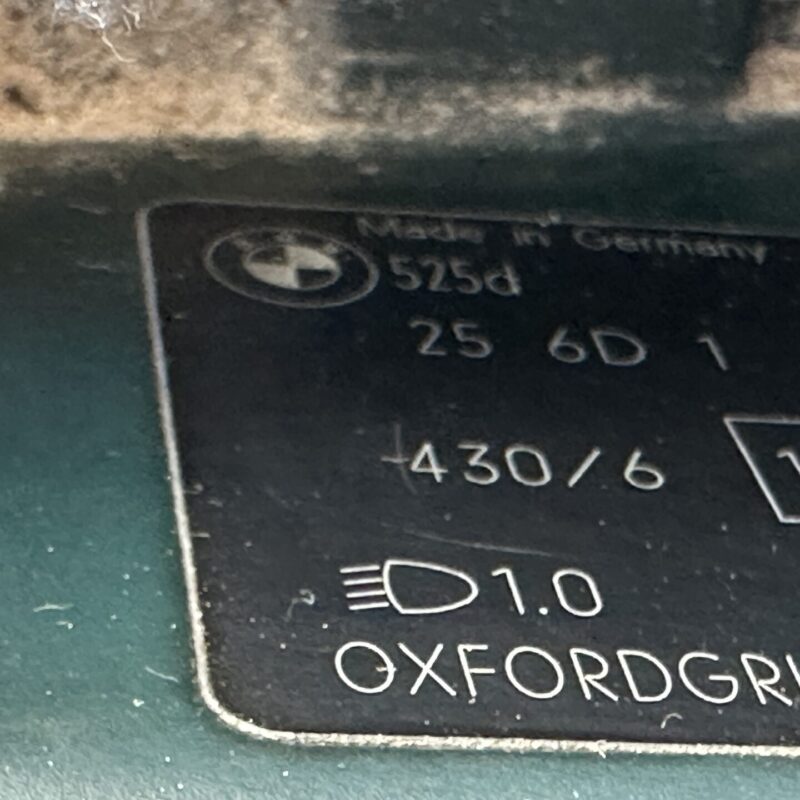 Made in Germany
525d
25 6D 1
430/6
1.0
OXFORDGR